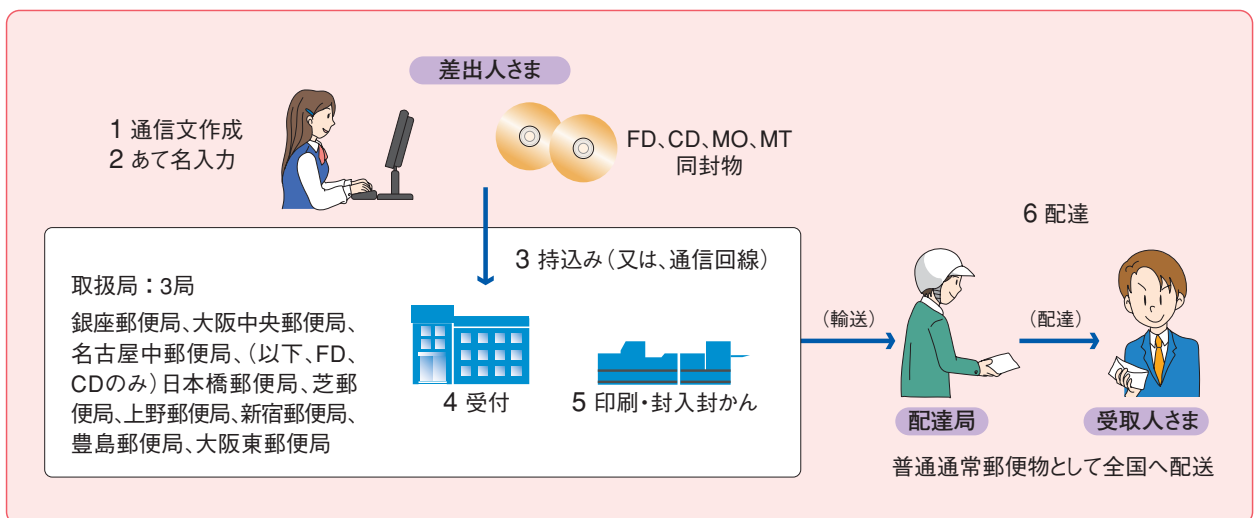 差出人さま
1 通信文作成
2 あて名入力
FD、CD、MO、MT
同封物
3 持込み（又は、通信回線）
取扱局：3局
銀座郵便局、大阪中央郵便局、
名古屋中郵便局、（以下、FD、
CDのみ）日本橋郵便局、芝郵
便局、上野郵便局、新宿郵便局、
豊島郵便局、大阪東郵便局
4 受付
5 印刷・封入封かん
（輸送）
6 配達
（配達）
配達局
受取人さま
普通通常郵便物として全国へ配送